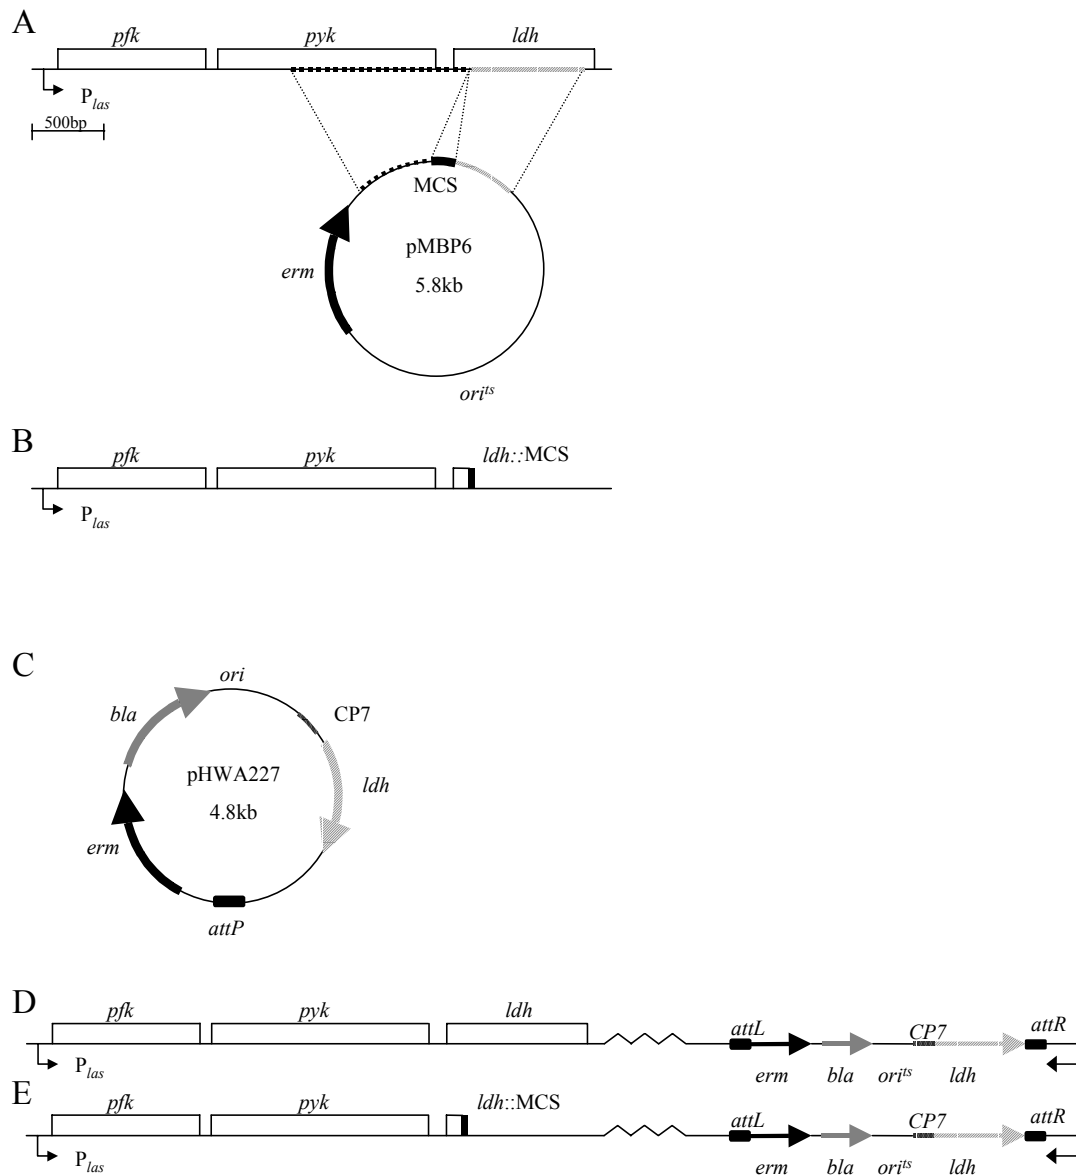 A
pfk pyk ldh
P las
500bp
MCS
pMBP6
5.8kb
erm
ori ts
B
pfk pyk ldh::MCS
P las
C
ori
bla CP7
pHWA227
4.8kb
ldh
erm
attP
D
pfk pyk ldh
attL CP7 attR
P las
erm bla ori ts ldh
E
pfk pyk ldh::MCS
attL CP7 attR
P las
erm bla ori ts ldh